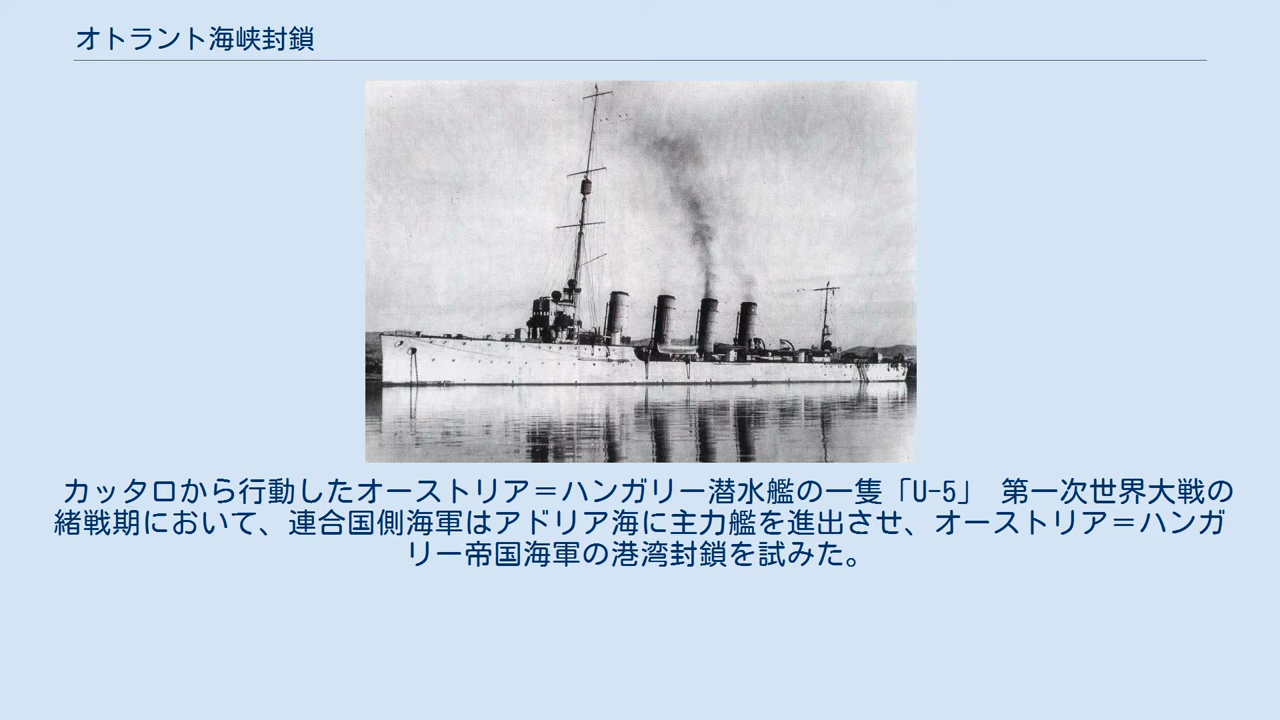 オトラント海峡封鎖
カッタロから行動したオーストリア＝ハンガリー潜水艦の一隻「U-5」 第一次世界大戦の
緒戦期において、連合国側海軍はアドリア海に主力艦を進出させ、オーストリア＝ハンガ
リー帝国海軍の港湾封鎖を試みた。